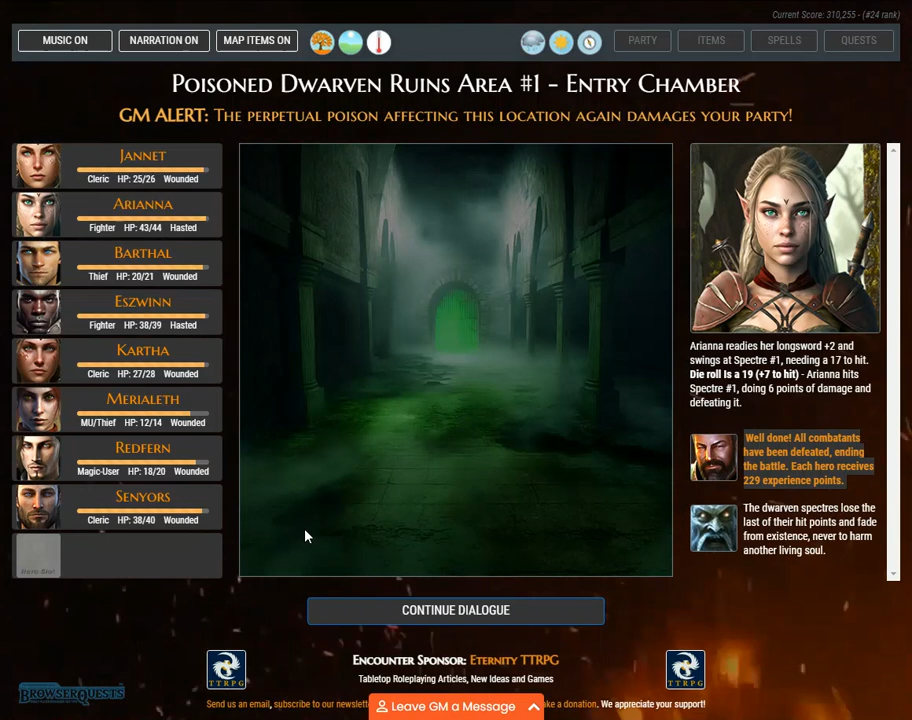 Current Score: 310,255 - (#24 rank)
MUSIC ON
NARRATION ON
MAP ITEMS ON
PARTY
ITEMS
SPELLS
QUESTS
Poisoned Dwarven Ruins Area #1 - Entry Chamber
GM ALERT: The perpetual poison affecting this location again damages your party!
Jannet
Cleric HP: 25/26 Wounded
Arianna
Fighter HP: 43/44 Hasted
Barthal
Thief HP: 20/21 Wounded
Eszwinn
Fighter HP: 38/39 Hasted
Kartha
Cleric HP: 27/28 Wounded
Merialeth
MU/Thief HP: 12/14 Wounded
Redfern
Magic-User HP: 18/20 Wounded
Senyors
Cleric HP: 38/40 Wounded
Hero Slot
Arianna readies her longsword +2 and
swings at Spectre #1, needing a 17 to hit.
Die roll Is a 19 (+7 to hit) - Arianna hits
Spectre #1, doing 6 points of damage and
defeating it.
Well done! All combatants
have been defeated, ending
the battle. Each hero receives
229 experience points.
The dwarven spectres lose the
last of their hit points and fade
from existence, never to harm
another living soul.
CONTINUE DIALOGUE
TTRPG
Encounter Sponsor: Eternity TTRPG
Tabletop Roleplaying Articles, New Ideas and Games
TTRPG
BrowserQuests
Send us an email, subscribe to our newslett
ake a donation. We appreciate your support!
Leave GM a Message